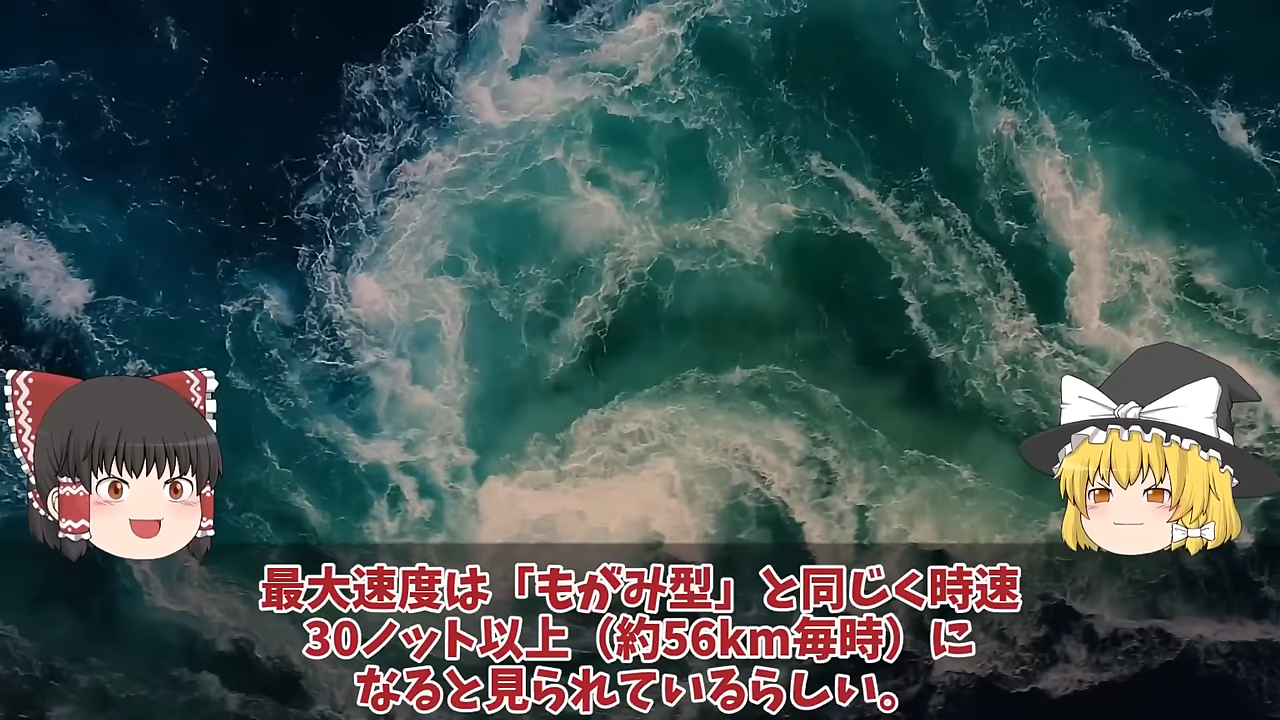 最大速度は「もがみ型」と同じく時速
30ノット以上（約56km毎時）に
なると見られているらしい。